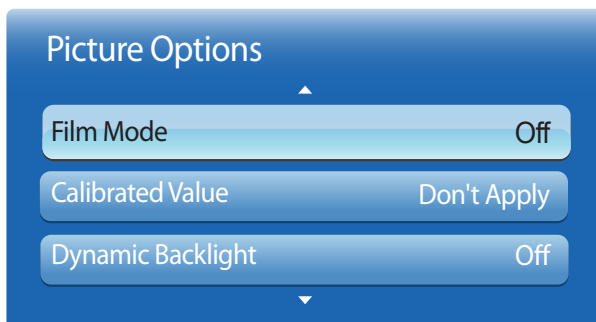 Picture Options
Film Mode Off
Calibrated Value Don't Apply
Dynamic Backlight Off